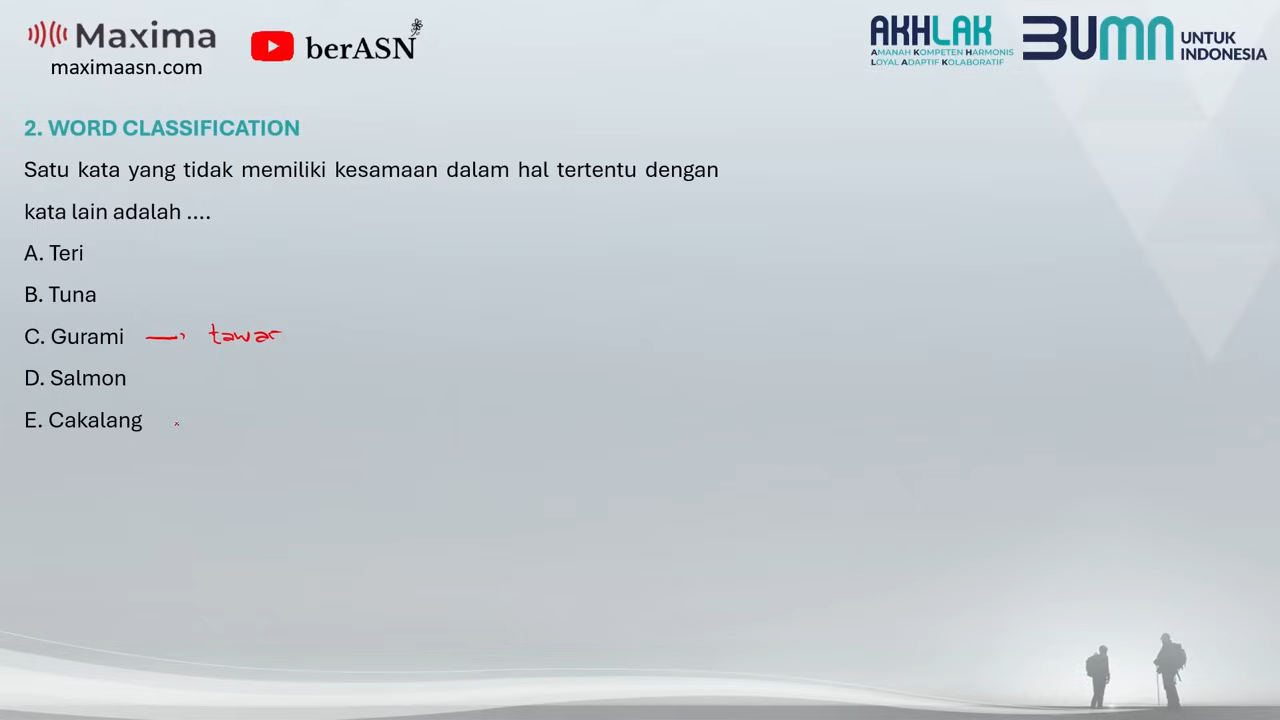 Maxima
maximaasn.com
berASN
AKHLAK
AMANAH KOMPETEN HARMONIS
LOYAL ADAPTIF KOLABORATIF
BUMN
UNTUK
INDONESIA
2. WORD CLASSIFICATION
Satu kata yang tidak memiliki kesamaan dalam hal tertentu dengan
kata lain adalah ....
A. Teri
B. Tuna
C. Gurami → tawar
D. Salmon
E. Cakalang